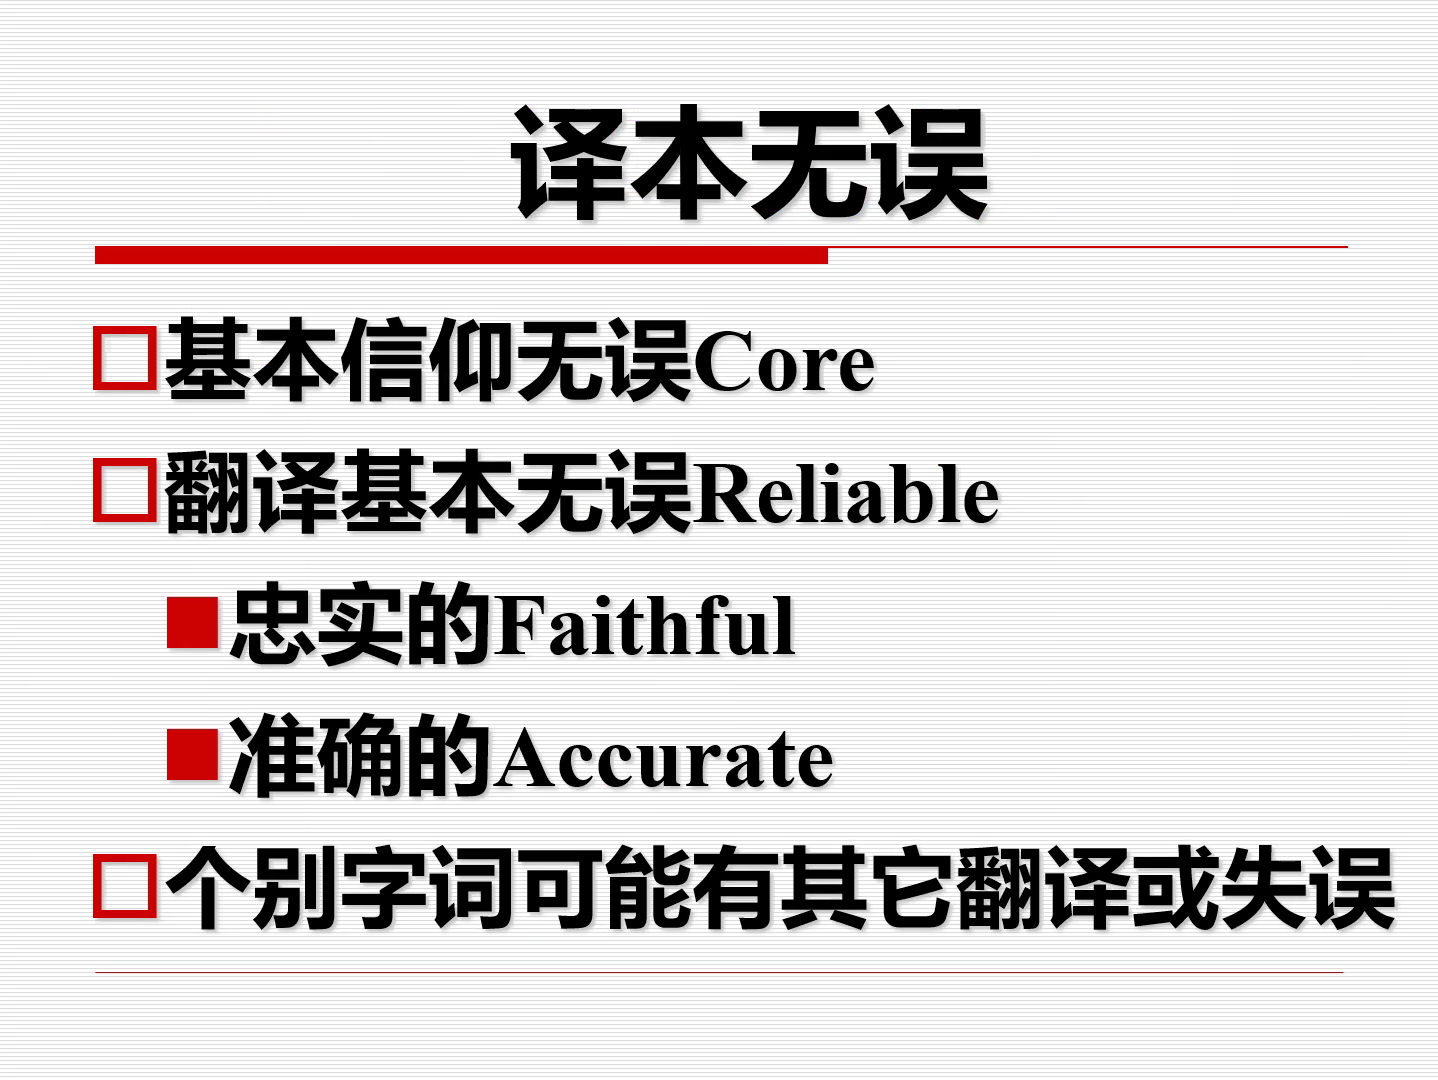 译本无误
基本信仰无误Core
翻译基本无误Reliable
忠实的Faithful
准确的Accurate
个别字词可能有其它翻译或失误